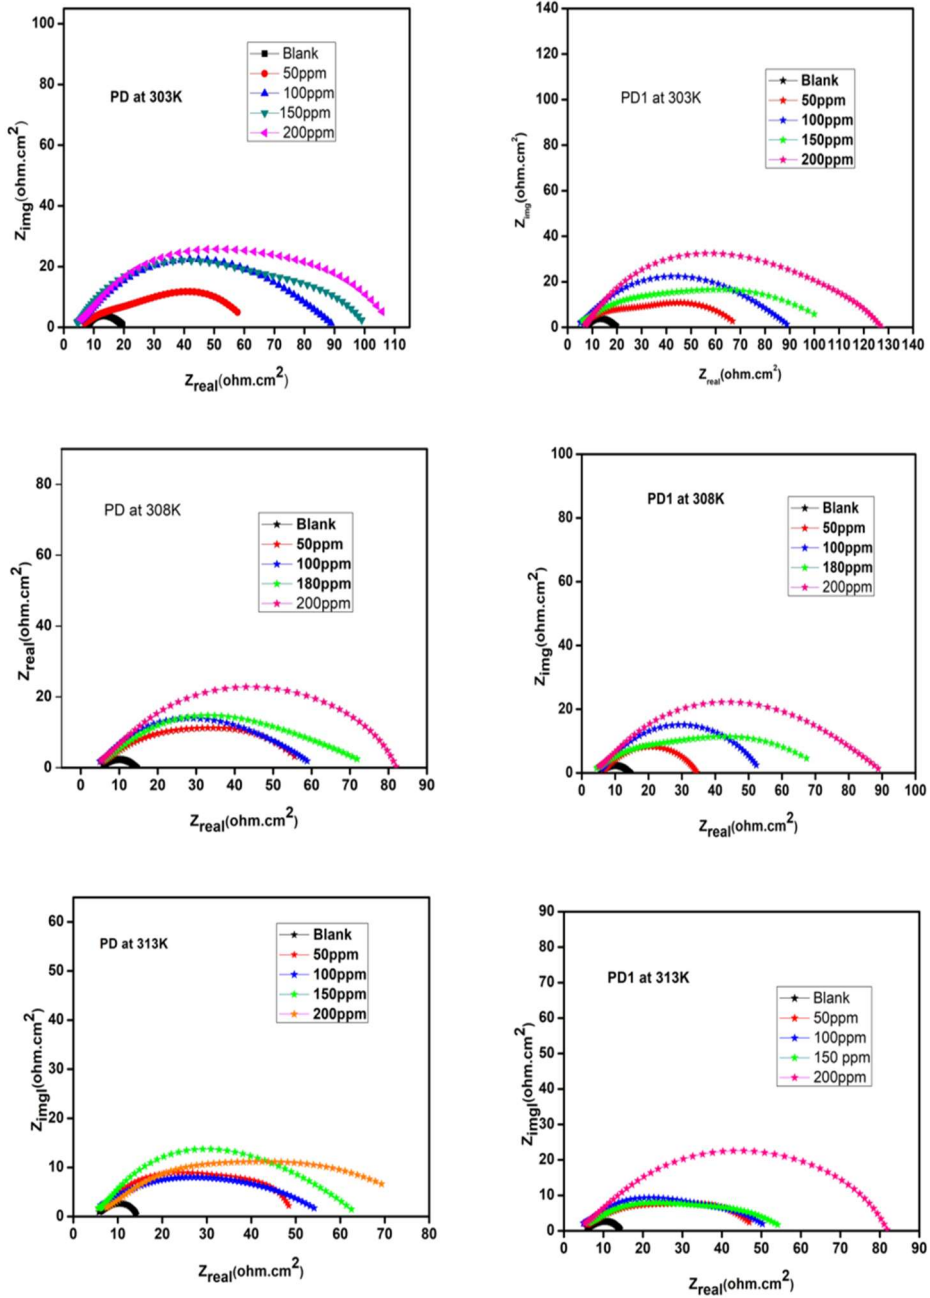 PD at 303K
Blank
50ppm
100ppm
150ppm
200ppm
Zimg(ohm.cm2)
100
80
60
40
20
0
0 10 20 30 40 50 60 70 80 90 100 110
Zreal(ohm.cm2)
PD1 at 303K
Blank
50ppm
100ppm
150ppm
200ppm
Zimg(ohm.cm2)
140
120
100
80
60
40
20
0
0 10 20 30 40 50 60 70 80 90 100 110 120 130 140
Zreal(ohm.cm2)
PD at 308K
Blank
50ppm
100ppm
180ppm
200ppm
Zreal(ohm.cm2)
80
60
40
20
0
0 10 20 30 40 50 60 70 80 90
Zreal(ohm.cm2)
PD1 at 308K
Blank
50ppm
100ppm
180ppm
200ppm
Zimg(ohm.cm2)
100
80
60
40
20
0
0 10 20 30 40 50 60 70 80 90 100
Zreal(ohm.cm2)
PD at 313K
Blank
50ppm
100ppm
150ppm
200ppm
Zimgl(ohm.cm2)
60
50
40
30
20
10
0
0 10 20 30 40 50 60 70 80
Zreal(ohm.cm2)
PD1 at 313K
Blank
50ppm
100ppm
150 ppm
200ppm
Zimgl(ohm.cm2)
90
80
70
60
50
40
30
20
10
0
0 10 20 30 40 50 60 70 80 90
Zreal(ohm.cm2)